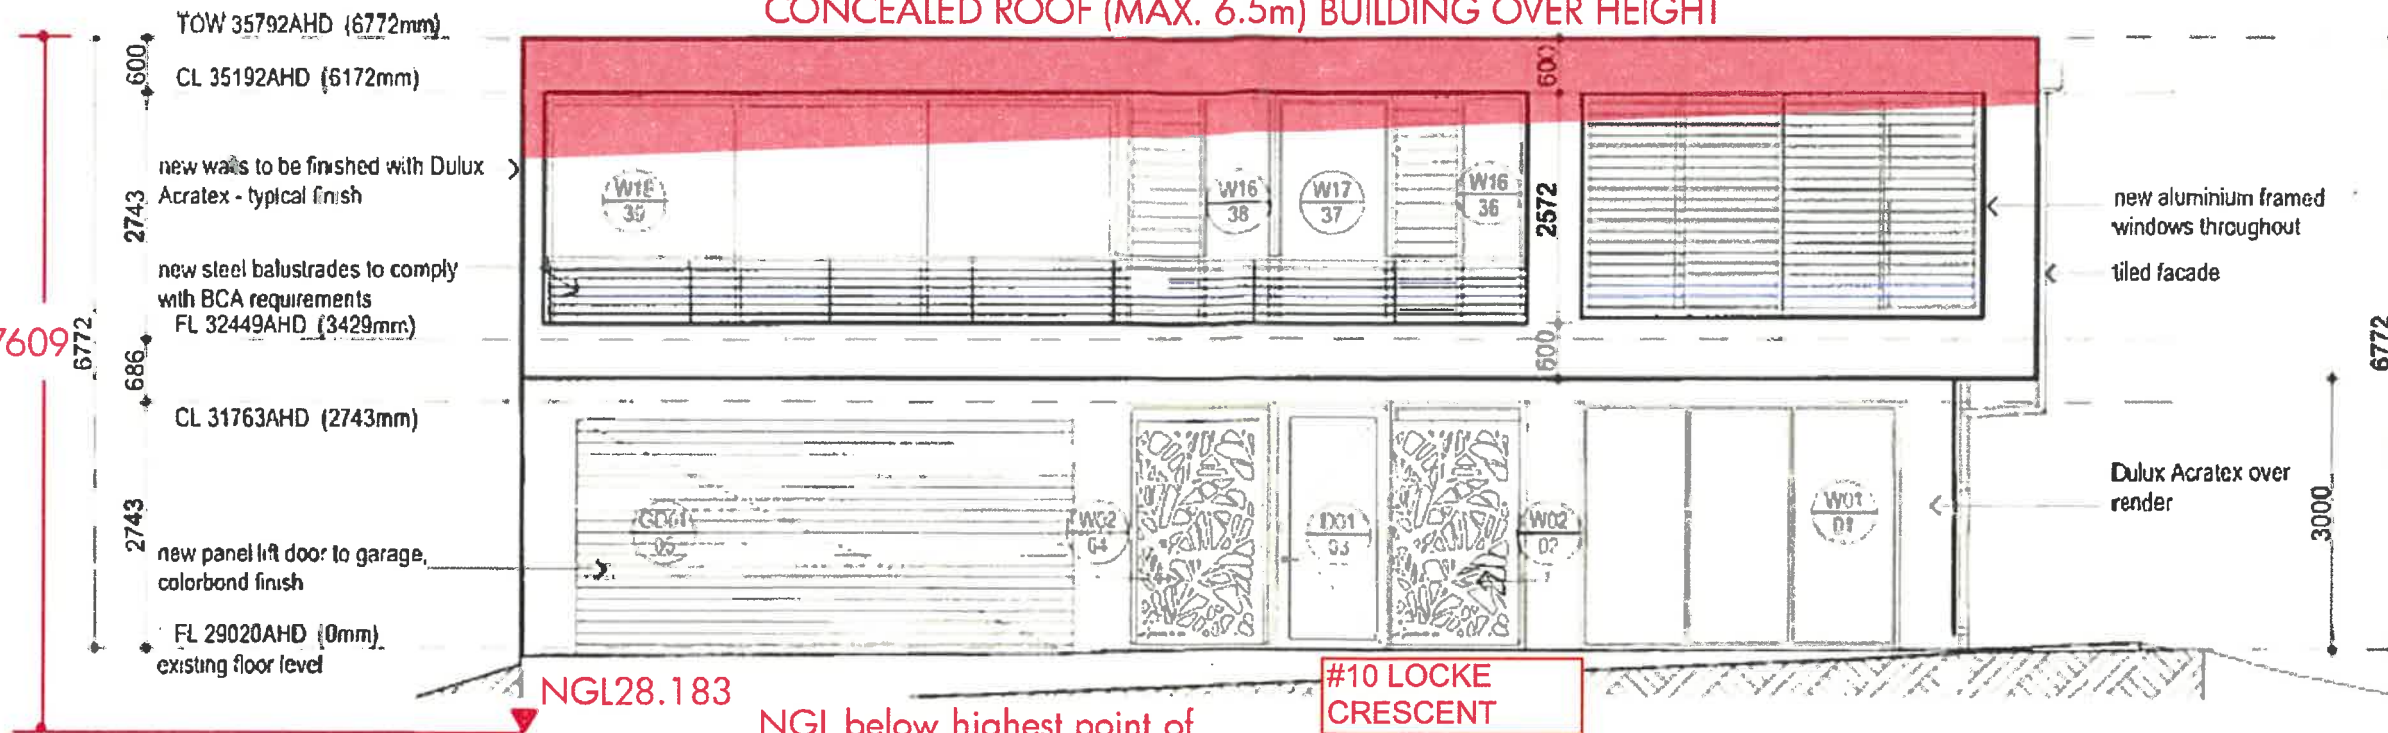 CONCEALED ROOF (MAX. 6.5m) BUILDING OVER HEIGHT
TOW 35792AHD (6772mm)
600
CL 35192AHD (6172mm)
new walls to be finished with Dulux
Acratex - typical finish
2743
new steel balustrades to comply
with BCA requirements
FL 32449AHD (3429mm)
7609
6772
686
CL 31763AHD (2743mm)
2743
new panel lift door to garage,
colorbond finish
FL 29020AHD (0mm)
existing floor level
600
W16
38
W17
37
W16
36
2572
600
GD01
05
W02
04
D01
03
W02
02
W01
01
new aluminium framed
windows throughout
tiled facade
6772
Dulux Acratex over
render
3000
NGL28.183
NGL below highest point of
#10 LOCKE
CRESCENT